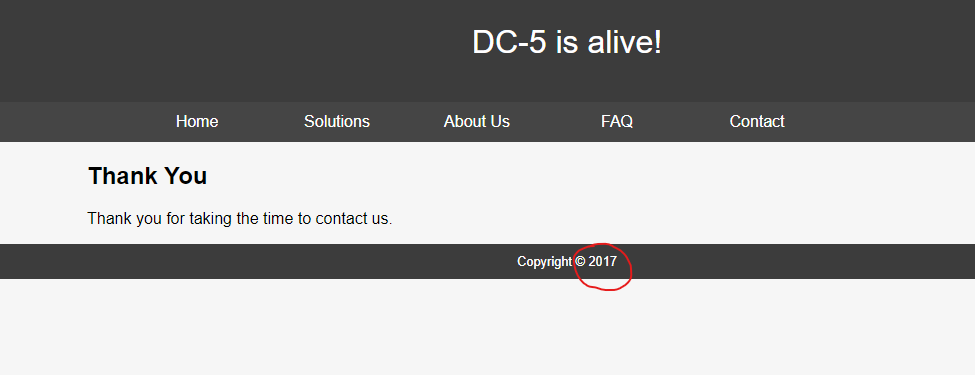 DC-5 is alive!
Home Solutions About Us FAQ Contact
Thank You
Thank you for taking the time to contact us.
Copyright © 2017